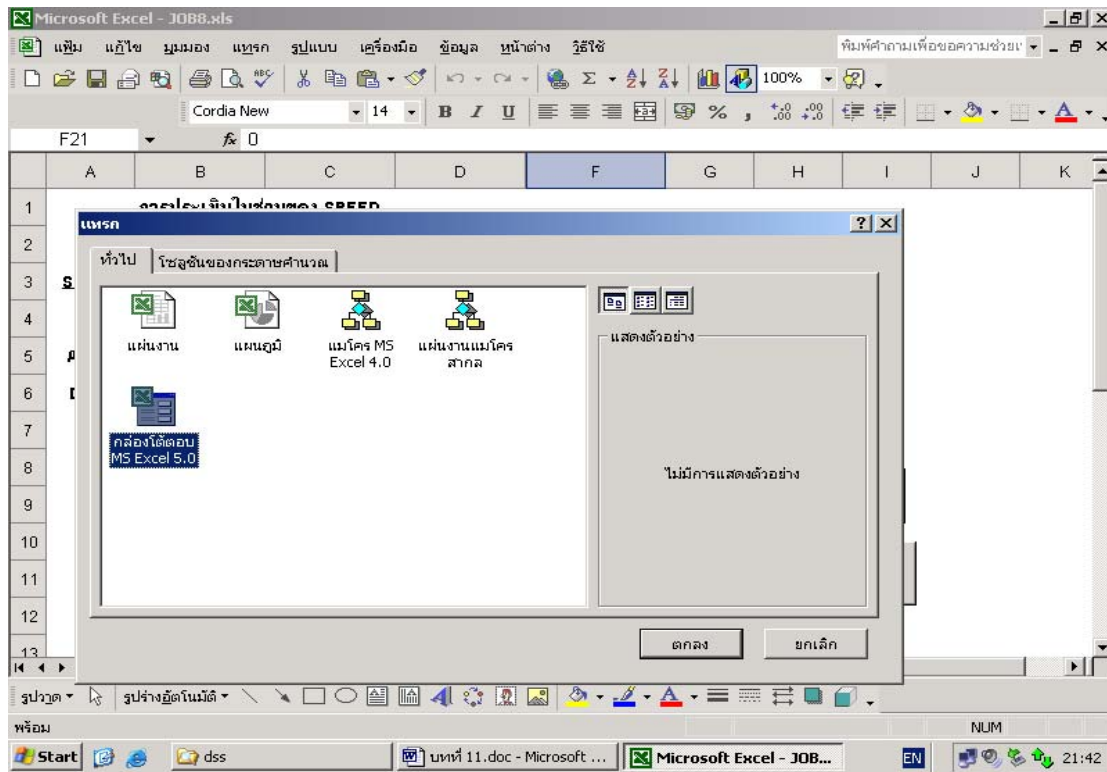 Microsoft Excel - JOB8.xls
แฟ้ม แก้ไข มุมมอง แทรก รูปแบบ เครื่องมือ ข้อมูล หน้าต่าง วิธีใช้ พิมพ์คำถามเพื่อขอความช่วยเ
100%
Cordia New 14 B I U % ,
F21 fx 0
A B C D F G H I J K
1
แทรก
2
ทั่วไป โซลูชันของกระดาษคำนวณ
3 S
4
แสดงตัวอย่าง
แผ่นงาน แผนภูมิ แมโคร MS Excel 4.0 แผ่นงานแมโครสากล
5
6
7
กล่องโต้ตอบ
MS Excel 5.0
8
ไม่มีการแสดงตัวอย่าง
9
10
11
12
13
ตกลง ยกเลิก
รูปวาด รูปร่างอัตโนมัติ
พร้อม NUM
Start dss บทที่ 11.doc - Microsoft ... Microsoft Excel - JOB... EN 21:42